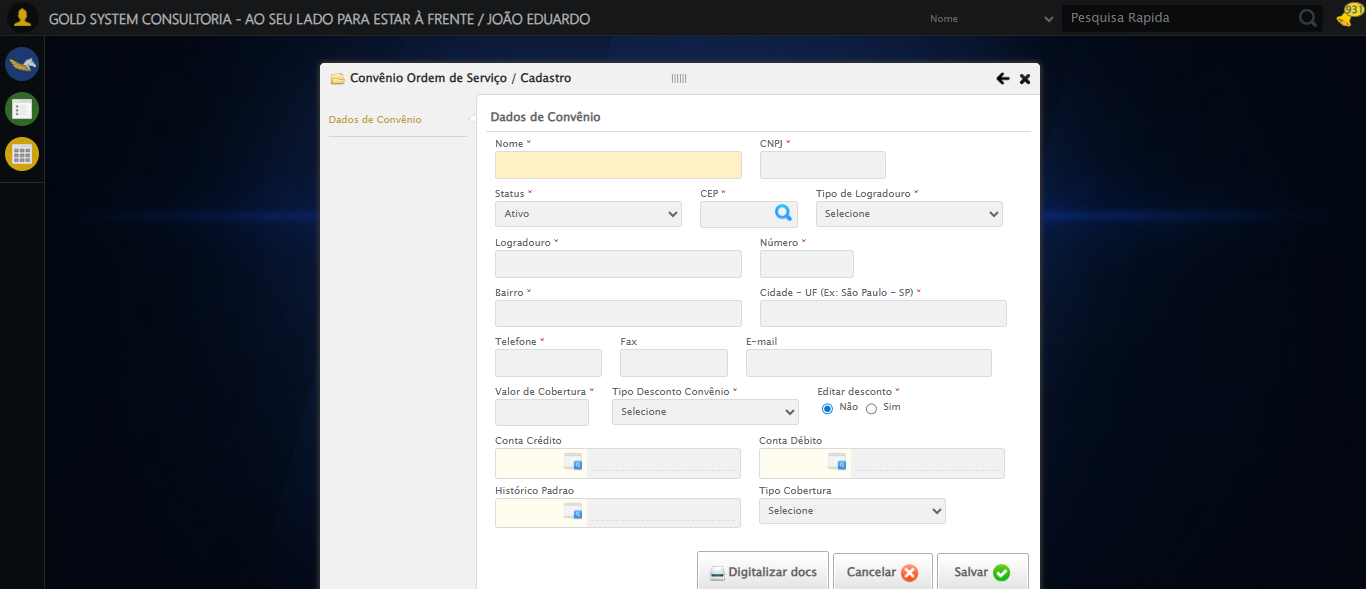 GOLD SYSTEM CONSULTORIA - AO SEU LADO PARA ESTAR À FRENTE / JOÃO EDUARDO
Nome
Pesquisa Rapida
931
Convênio Ordem de Serviço / Cadastro
Dados de Convênio
Dados de Convênio
Nome * CNPJ *
Status * CEP * Tipo de Logradouro *
Ativo Selecione
Logradouro * Número *
Bairro * Cidade - UF (Ex: São Paulo - SP) *
Telefone * Fax E-mail
Valor de Cobertura * Tipo Desconto Convênio * Editar desconto *
Selecione Não Sim
Conta Crédito Conta Débito
Histórico Padrao Tipo Cobertura
Selecione
Digitalizar docs Cancelar Salvar